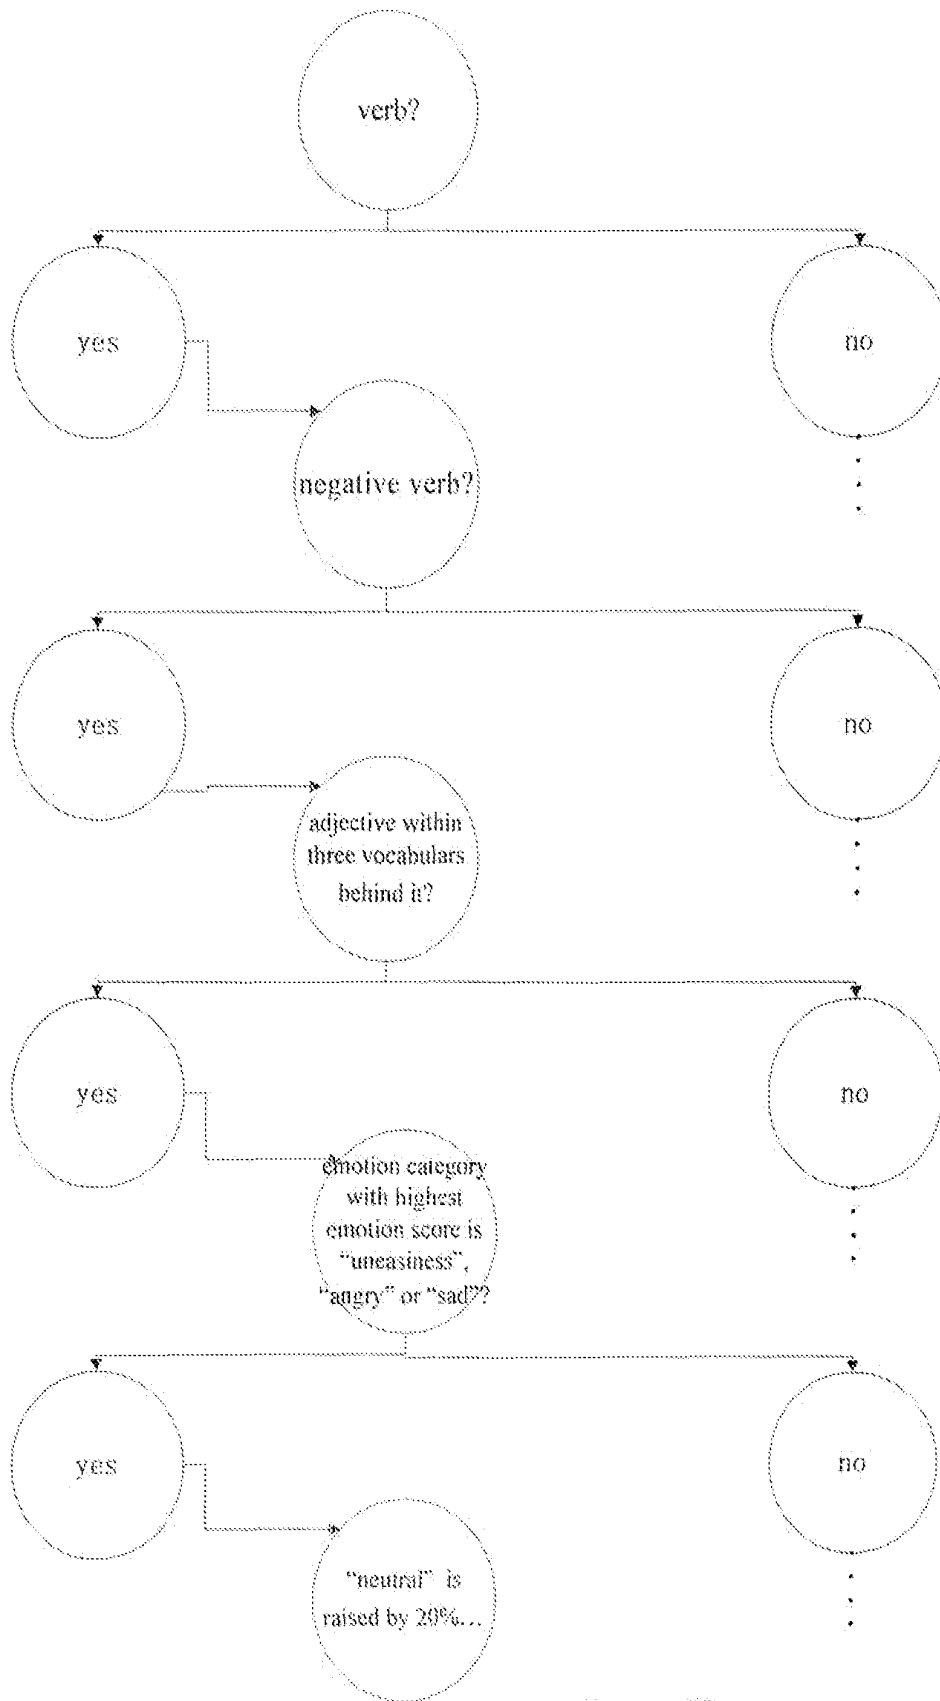 verb?
yes
no
negative verb?
yes
no
adjective within
three vocabulars
behind it?
yes
no
emotion category
with highest
emotion score is
“uneasiness”,
“angry” or “sad”?
yes
no
“neutral” is
raised by 20%...